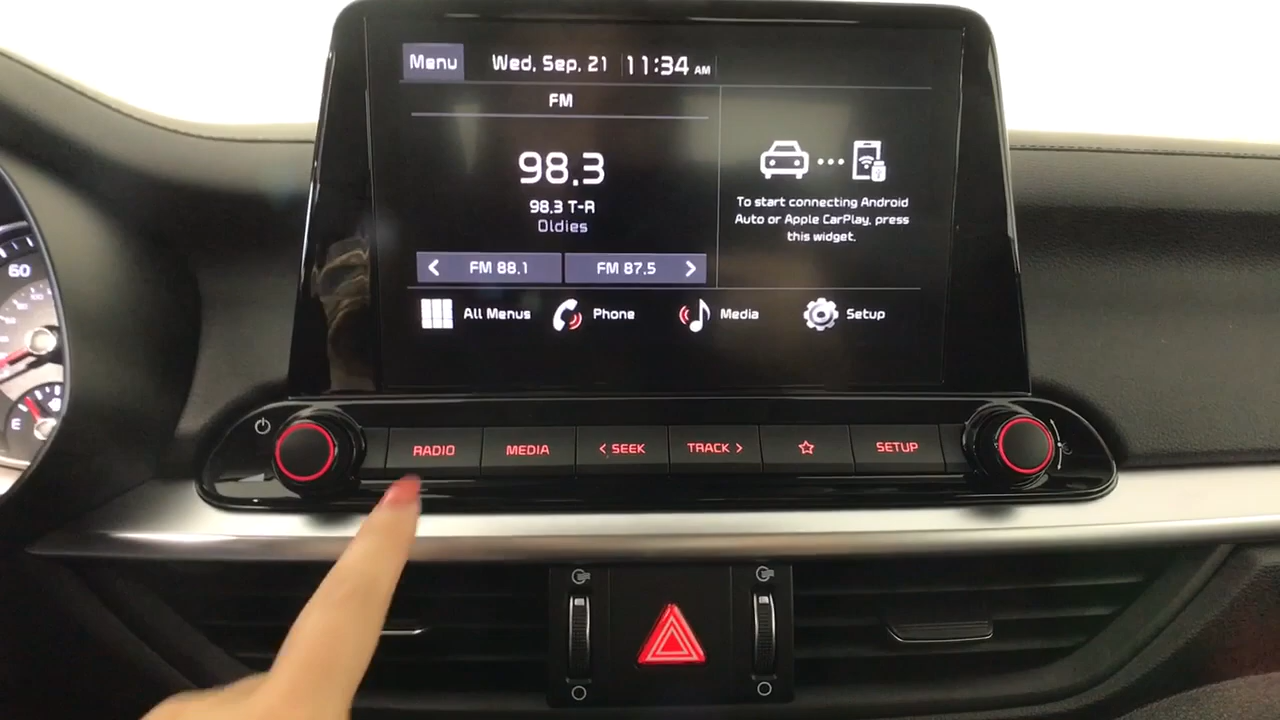 Menu
Wed, Sep, 21
11:34 AM
FM
98.3
98.3 T-R
Oldies
< FM 88.1
FM 87.5 >
To start connecting Android
Auto or Apple CarPlay, press
this widget.
All Menus
Phone
Media
Setup
RADIO
MEDIA
< SEEK
TRACK >
SETUP
60
E